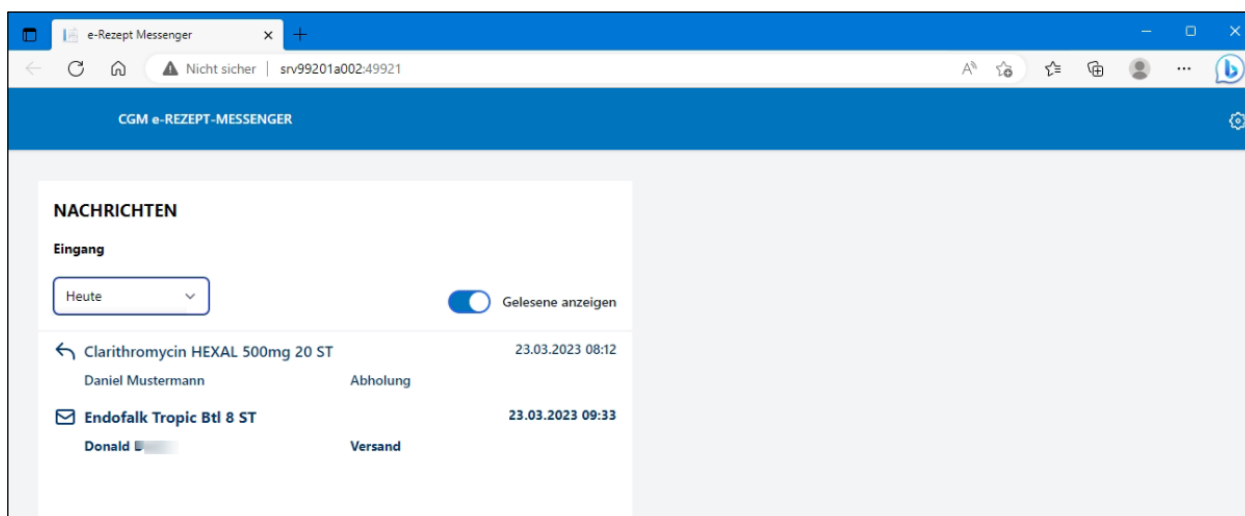 e-Rezept Messenger
Nicht sicher | srv99201a002:49921
CGM e-REZEPT-MESSENGER
NACHRICHTEN
Eingang
Heute
Gelesene anzeigen
Clarithromycin HEXAL 500mg 20 ST 23.03.2023 08:12
Daniel Mustermann Abholung
Endofalk Tropic Btl 8 ST 23.03.2023 09:33
Donald Versand